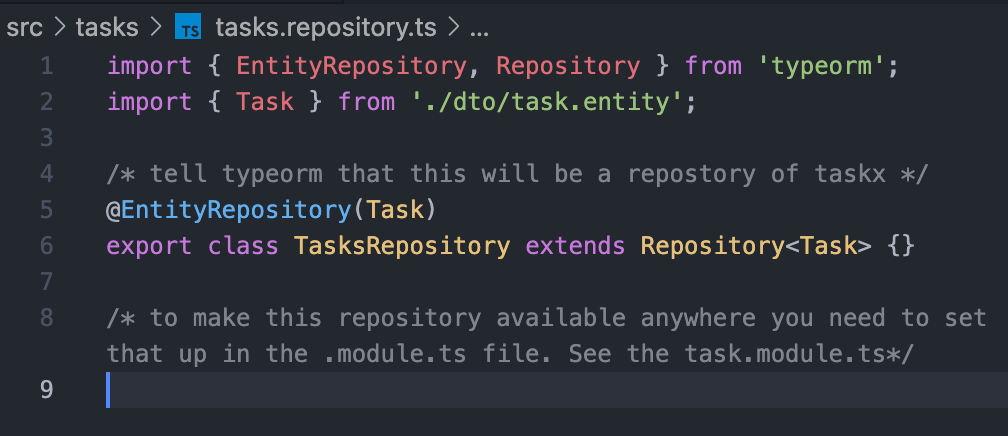 src > tasks > TS tasks.repository.ts > ...
1 import { EntityRepository, Repository } from 'typeorm';
2 import { Task } from './dto/task.entity';
3
4 /* tell typeorm that this will be a repostory of taskx */
5 @EntityRepository(Task)
6 export class TasksRepository extends Repository<Task> {}
7
8 /* to make this repository available anywhere you need to set
that up in the .module.ts file. See the task.module.ts*/
9